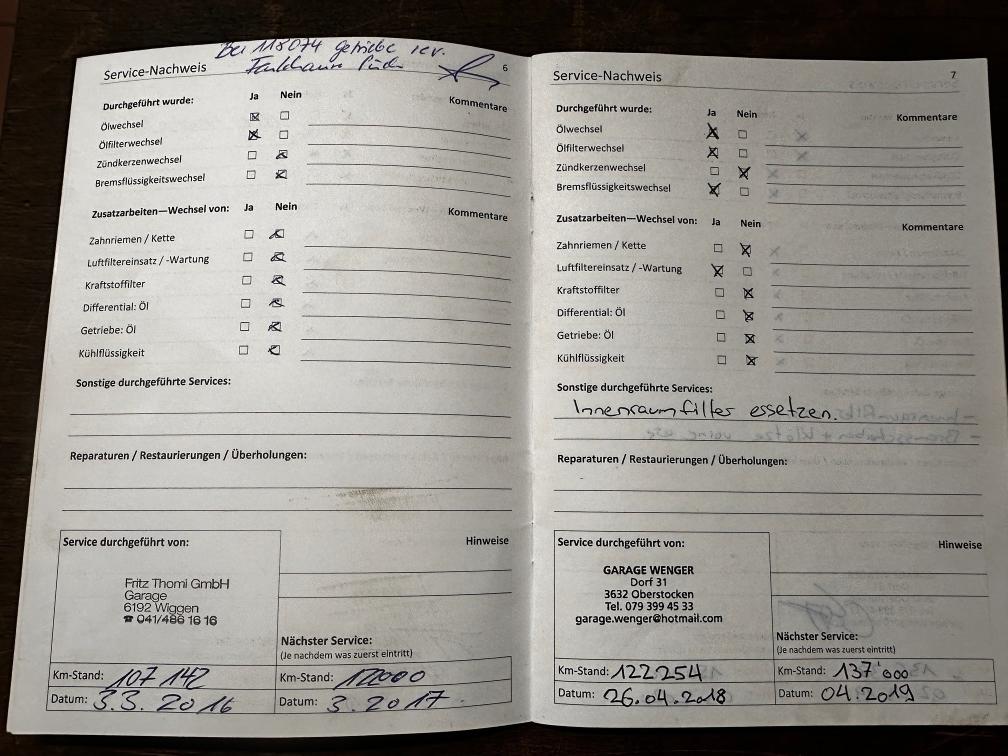 Bei 118074 getriebe rev.
Service-Nachweis
6
Durchgeführt wurde:
Ja
Nein
Kommentare
Ölwechsel
Ölfilterwechsel
Zündkerzenwechsel
Bremsflüssigkeitswechsel
Zusatzarbeiten—Wechsel von:
Ja
Nein
Kommentare
Zahnriemen / Kette
Luftfiltereinsatz / -Wartung
Kraftstoffilter
Differential: Öl
Getriebe: Öl
Kühlflüssigkeit
Sonstige durchgeführte Services:
Reparaturen / Restaurierungen / Überholungen:
Service durchgeführt von:
Hinweise
Fritz Thomi GmbH
Garage
6192 Wiggen
☎ 041/486 16 16
Nächster Service:
(Je nachdem was zuerst eintritt)
Km-Stand: 107 142
Km-Stand: 12000
Datum: 3.3.2016
Datum: 3.2017
Service-Nachweis
7
Durchgeführt wurde:
Ja
Nein
Kommentare
Ölwechsel
Ölfilterwechsel
Zündkerzenwechsel
Bremsflüssigkeitswechsel
Zusatzarbeiten—Wechsel von:
Ja
Nein
Kommentare
Zahnriemen / Kette
Luftfiltereinsatz / -Wartung
Kraftstoffilter
Differential: Öl
Getriebe: Öl
Kühlflüssigkeit
Sonstige durchgeführte Services:
Innenraumfilter essetzen.
Reparaturen / Restaurierungen / Überholungen:
Service durchgeführt von:
Hinweise
GARAGE WENGER
Dorf 31
3632 Oberstocken
Tel. 079 399 45 33
garage.wenger@hotmail.com
Nächster Service:
(Je nachdem was zuerst eintritt)
Km-Stand: 122254
Km-Stand: 137'000
Datum: 26.04.2018
Datum: 04.2019